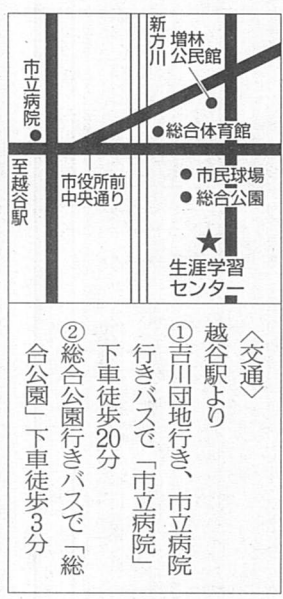 新方川
増林
公民館
市立病院
総合体育館
至越谷駅
市役所前
中央通り
市民球場
総合公園
生涯学習
センター
〈交通〉
越谷駅より
①吉川団地行き、市立病院
行きバスで「市立病院」
下車徒歩20分
②総合公園行きバスで「総
合公園」下車徒歩3分